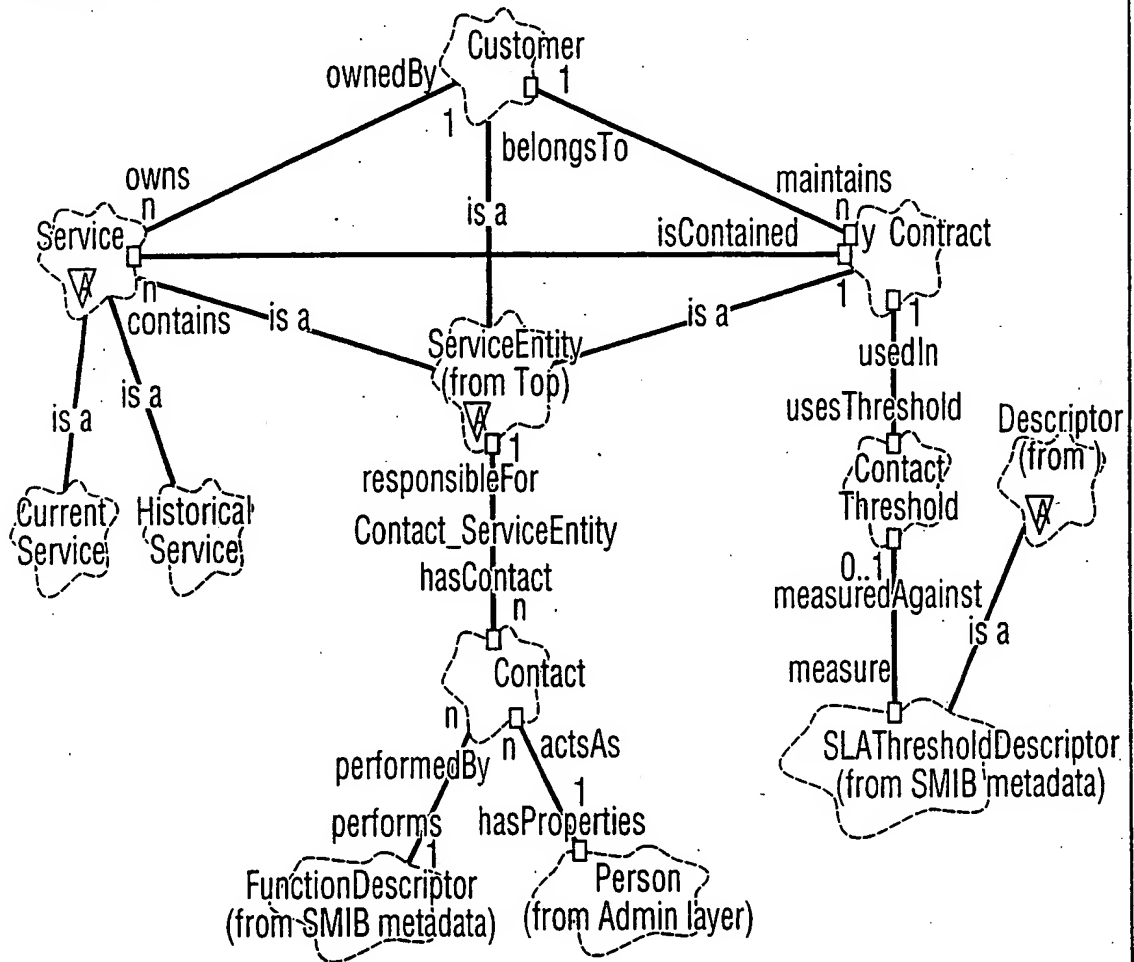 Customer
ownedBy
1
1
belongsTo
owns
n
maintains
n
is a
Service
isContained
y Contract
A
n
contains
is a
is a
1
1
ServiceEntity
(from Top)
A
usedIn
is a
is a
1
usesThreshold
Descriptor
(from )
A
responsibleFor
Contact
Threshold
Current
Service
Historical
Service
Contact_ServiceEntity
hasContact
n
0..1
measuredAgainst
is a
Contact
measure
n
n
actsAs
SLAThresholdDescriptor
(from SMIB metadata)
performedBy
1
performs
hasProperties
1
FunctionDescriptor
(from SMIB metadata)
Person
(from Admin layer)